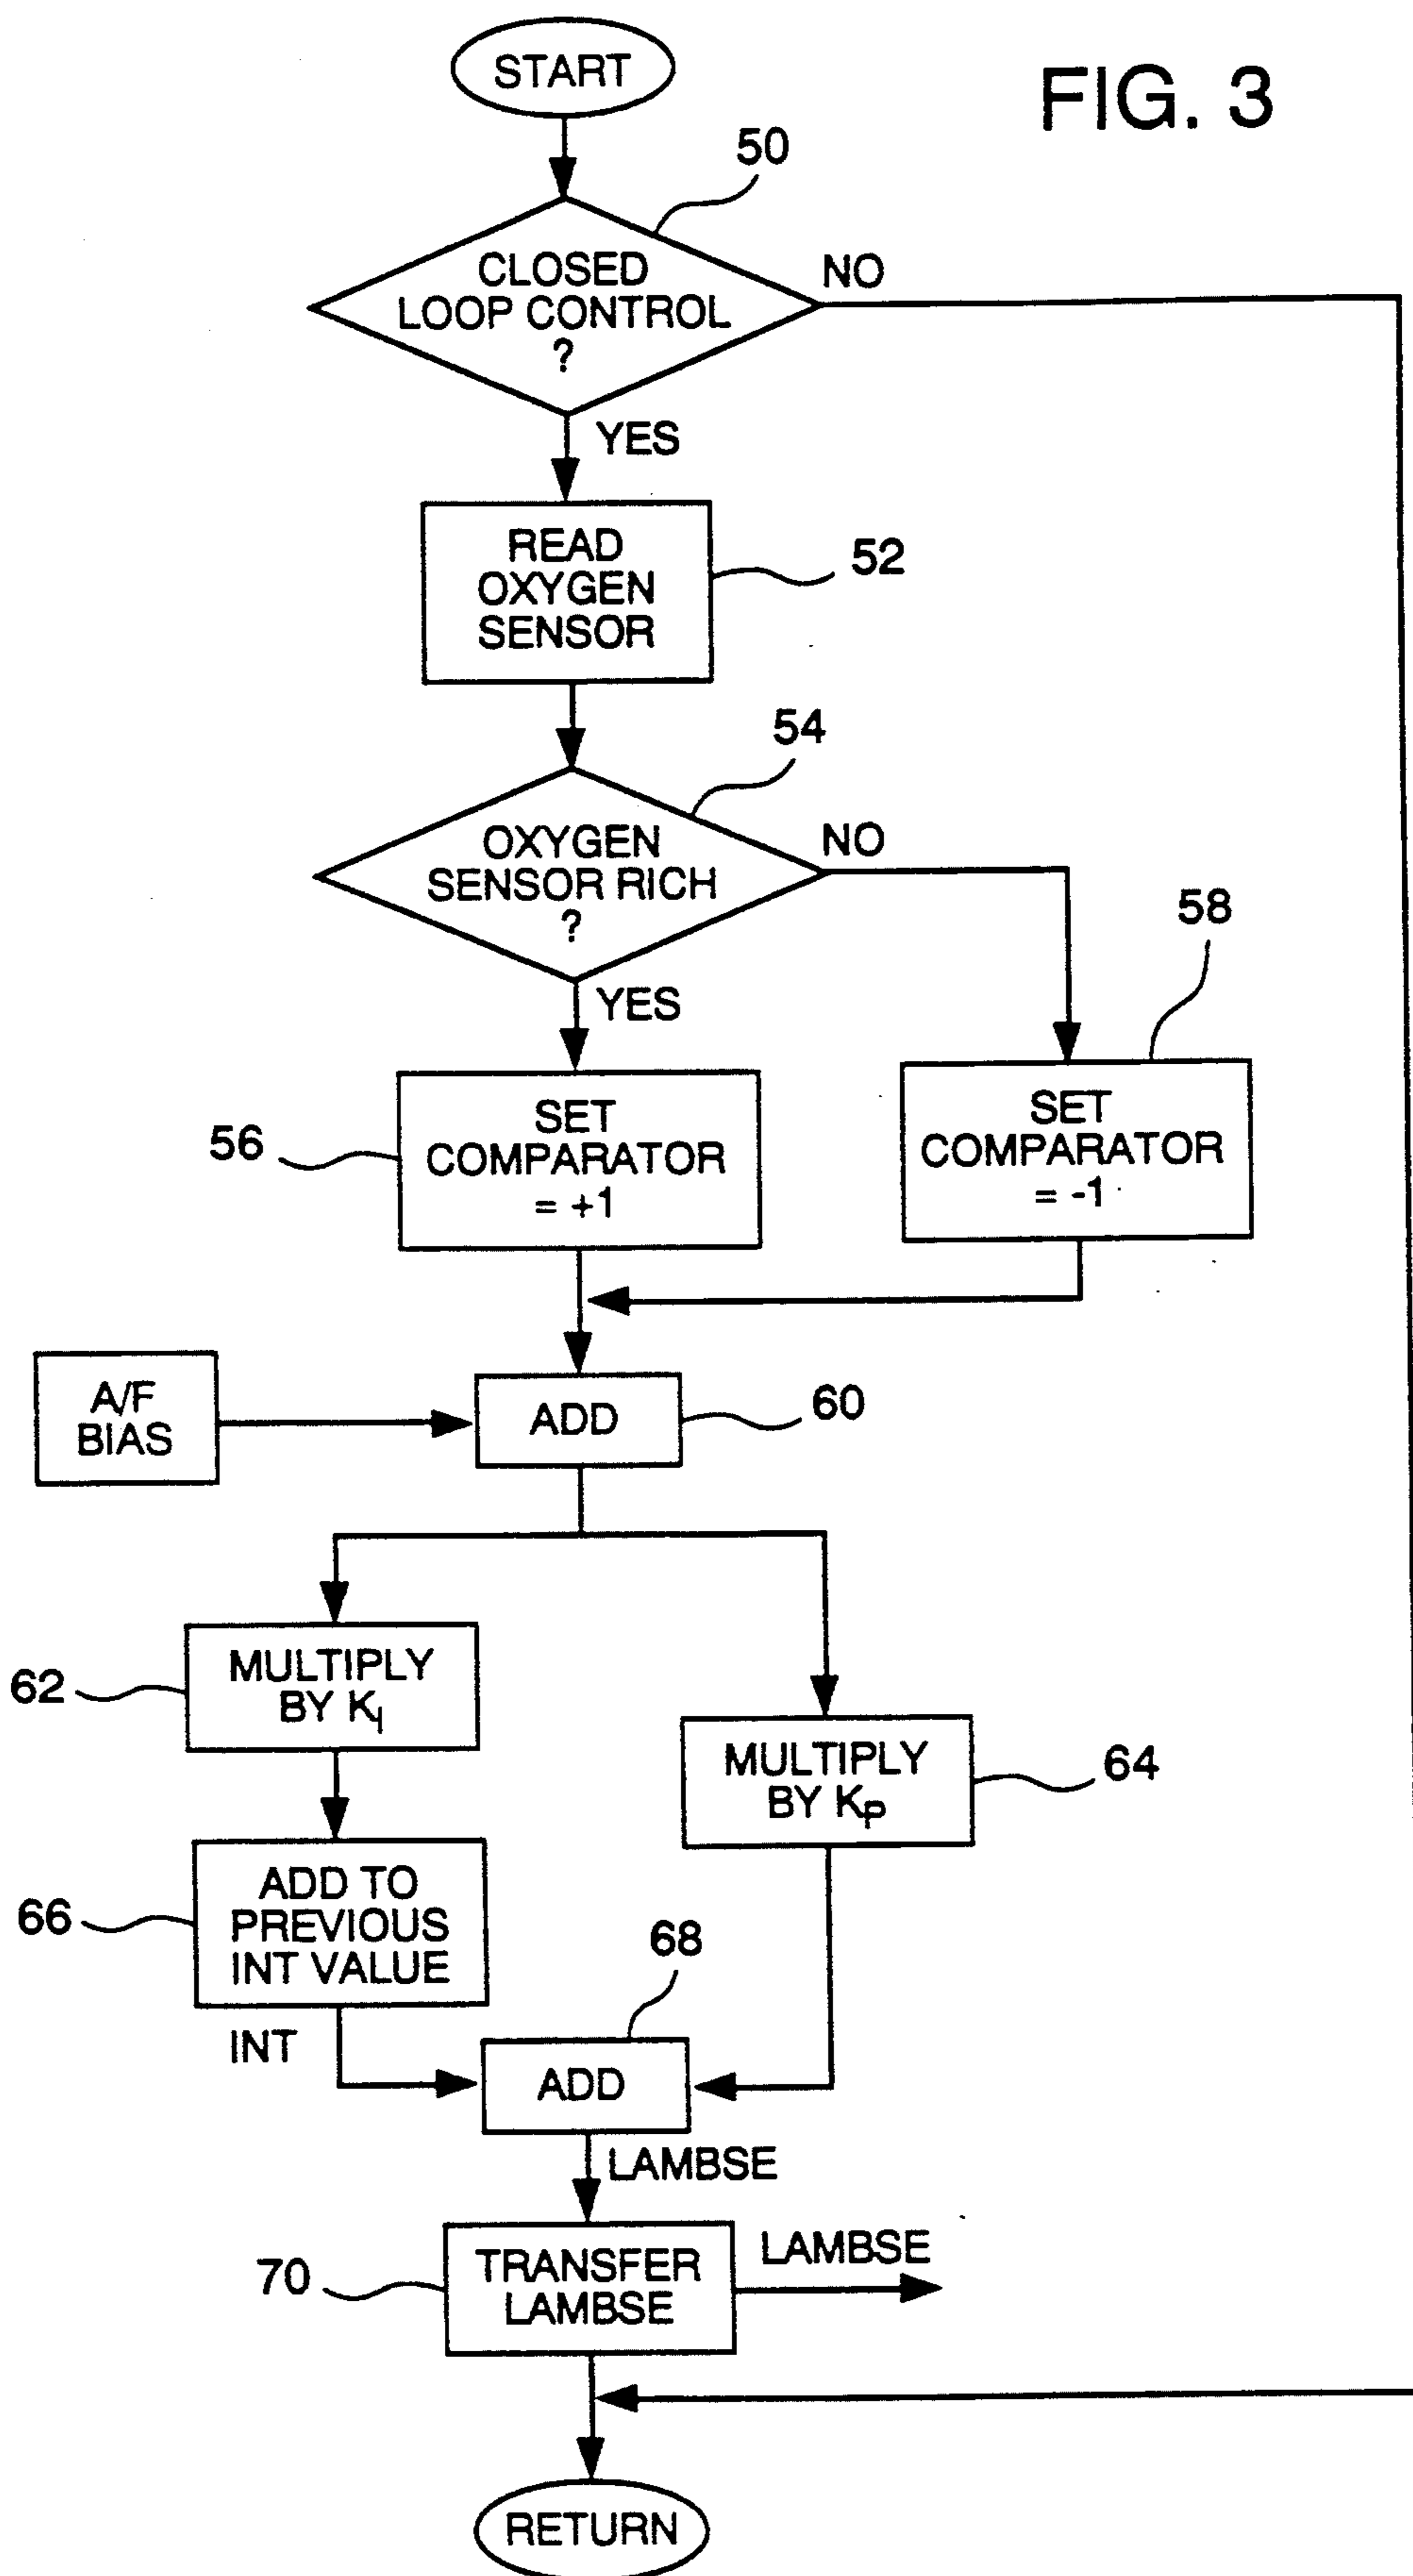 START
FIG. 3
50
CLOSED
LOOP CONTROL
?
NO
YES
READ
OXYGEN
SENSOR
52
54
OXYGEN
SENSOR RICH
?
NO
YES
58
56
SET
COMPARATOR
= +1
SET
COMPARATOR
= -1
A/F
BIAS
ADD
60
62
MULTIPLY
BY KI
MULTIPLY
BY KP
64
66
ADD TO
PREVIOUS
INT VALUE
68
INT
ADD
LAMBSE
70
TRANSFER
LAMBSE
LAMBSE
RETURN